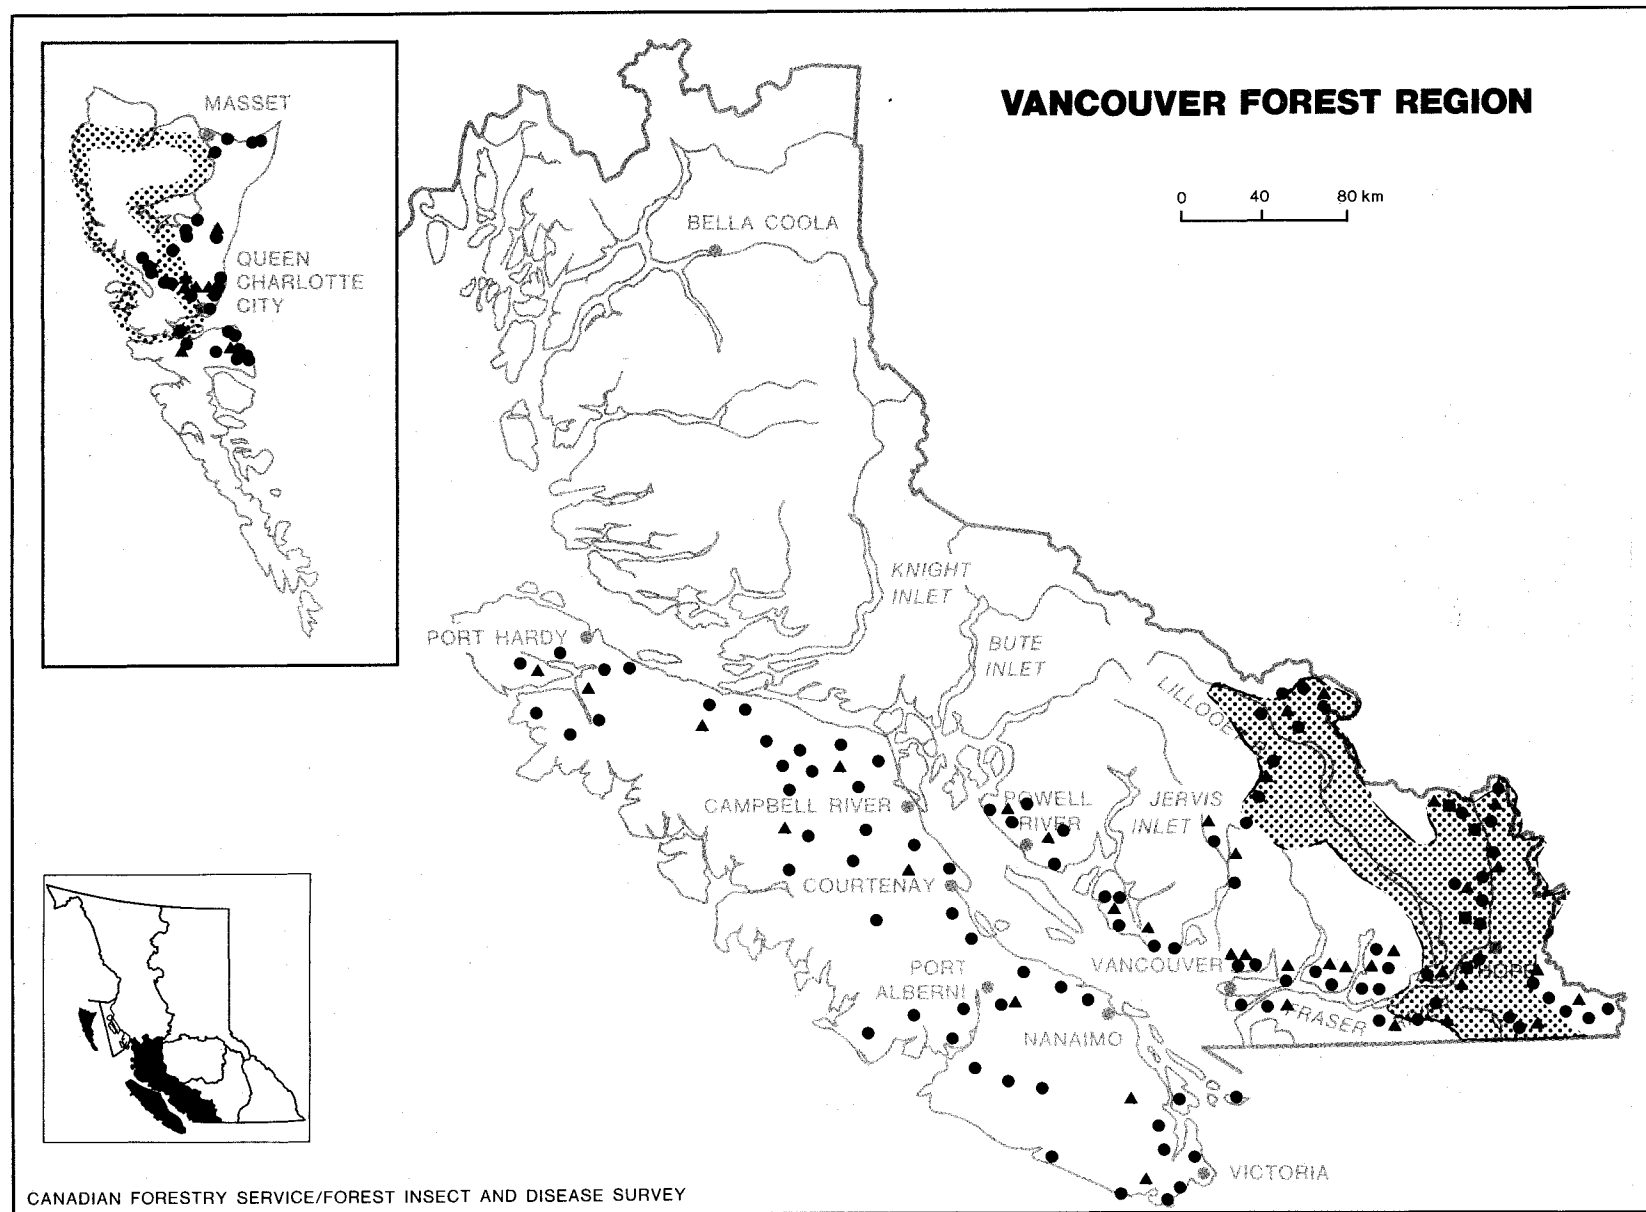 VANCOUVER FOREST REGION
0 40 80 km
MASSET
QUEEN
CHARLOTTE
CITY
BELLA COOLA
KNIGHT
INLET
PORT HARDY
BUTE
INLET
CAMPBELL RIVER
POWELL
RIVER
JERVIS
INLET
COURTENAY
PORT
ALBERNI
VANCOUVER
HOPE
FRASER
NANAIMO
VICTORIA
CANADIAN FORESTRY SERVICE/FOREST INSECT AND DISEASE SURVEY